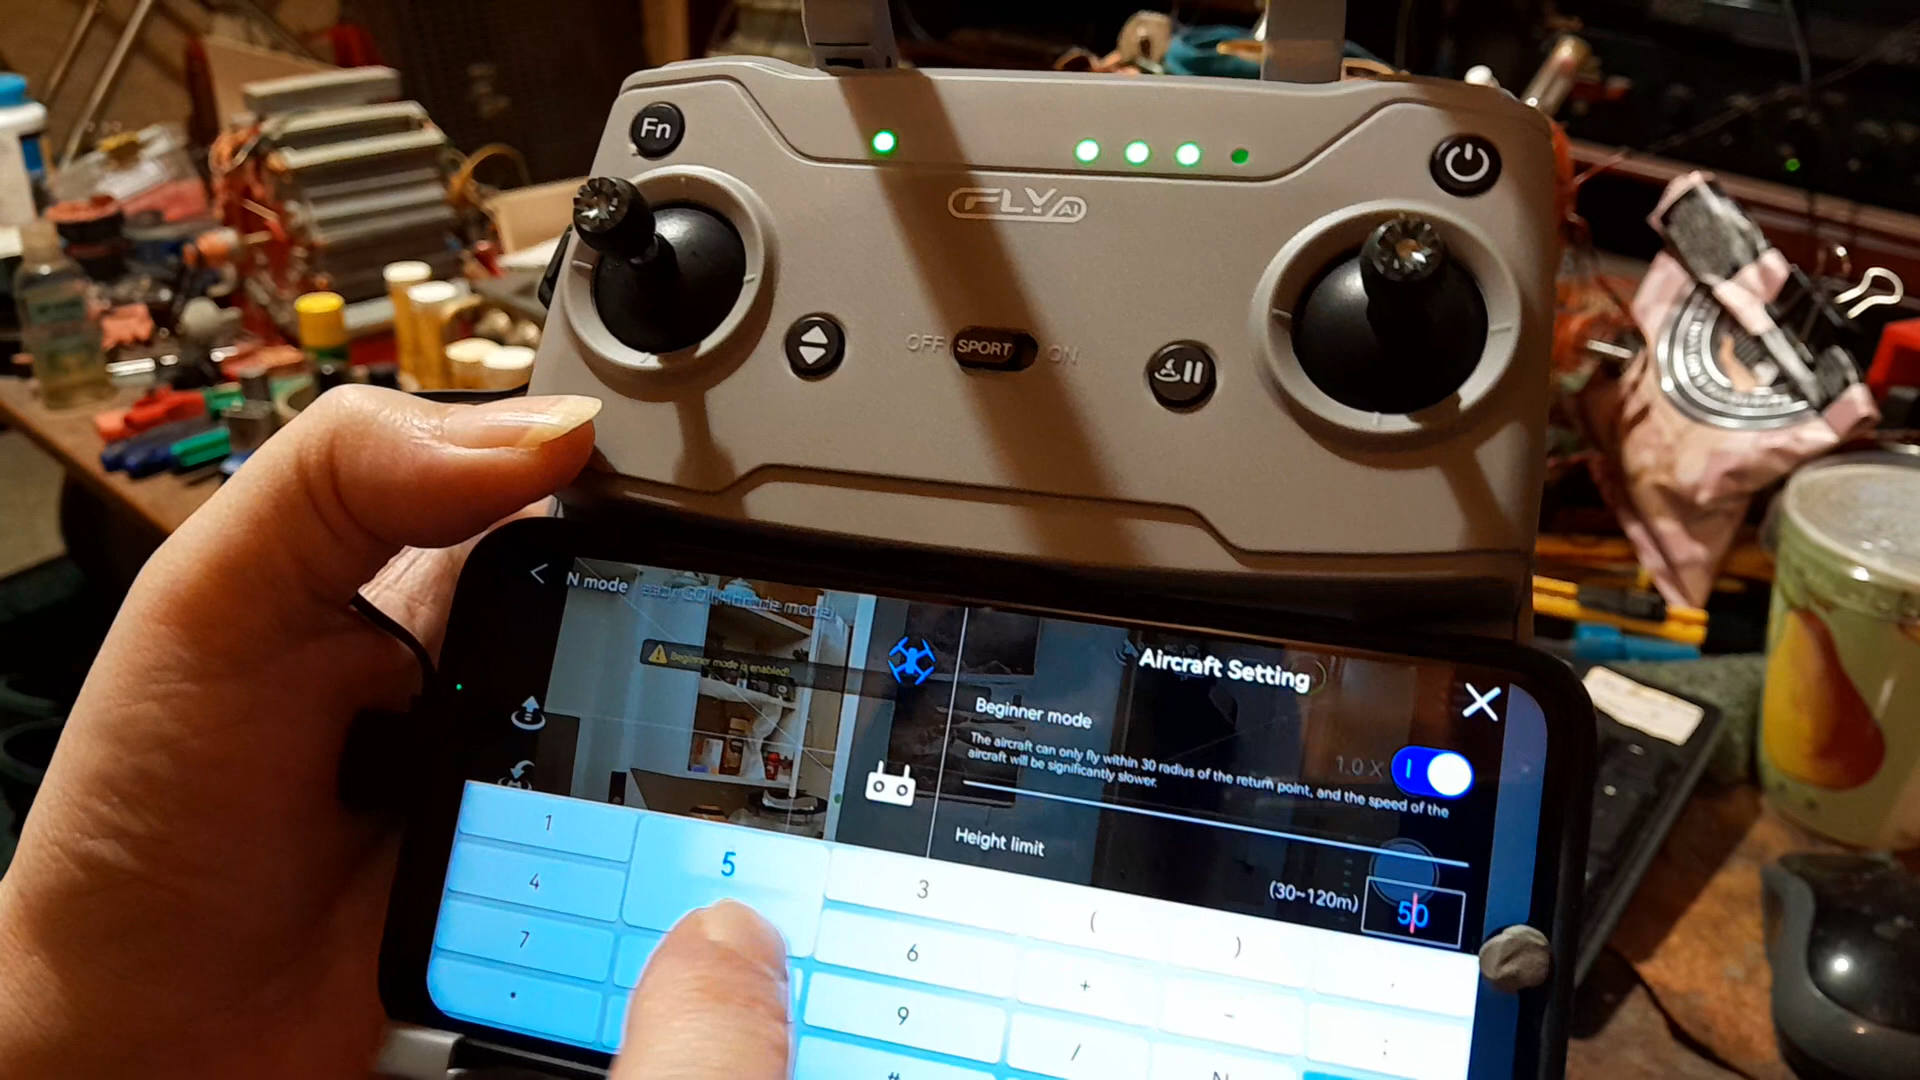 Fn
FLY AI
OFF SPORT ON
N mode
Beginner mode is enabled!
Aircraft Setting
Beginner mode
The aircraft can only fly within 30 radius of the return point, and the speed of the
aircraft will be significantly slower.
1.0 X
Height limit
(30~120m) 50
1
5
3
(
)
,
4
6
+
-
;
7
9
/
N
*
#